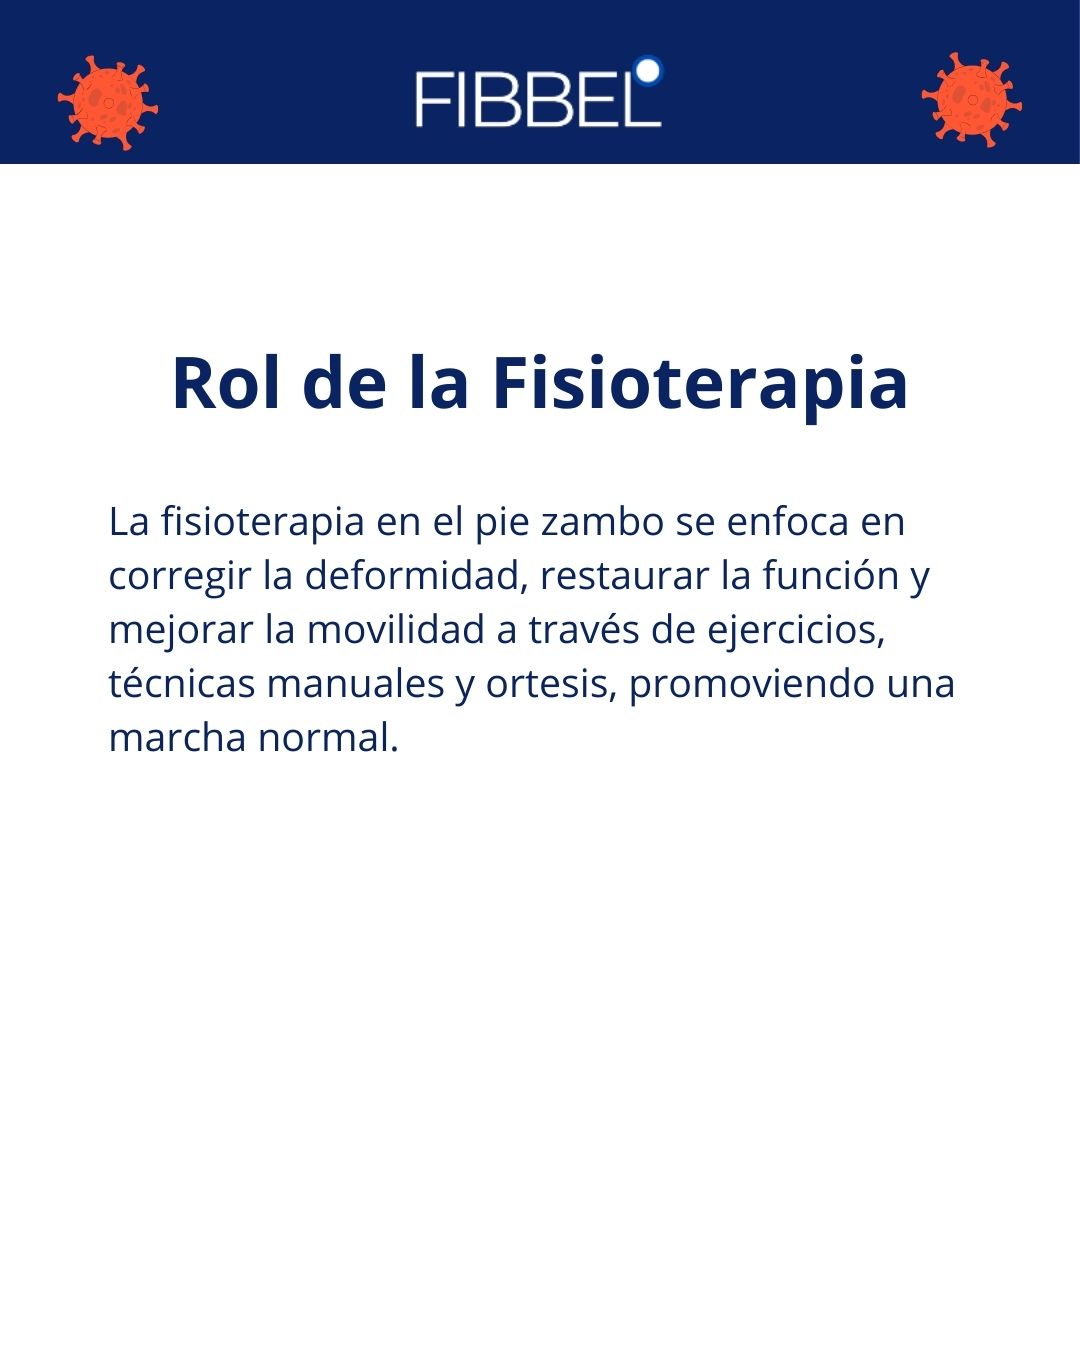 FIBBEL
Rol de la Fisioterapia
La fisioterapia en el pie zambo se enfoca en
corregir la deformidad, restaurar la función y
mejorar la movilidad a través de ejercicios,
técnicas manuales y ortesis, promoviendo una
marcha normal.